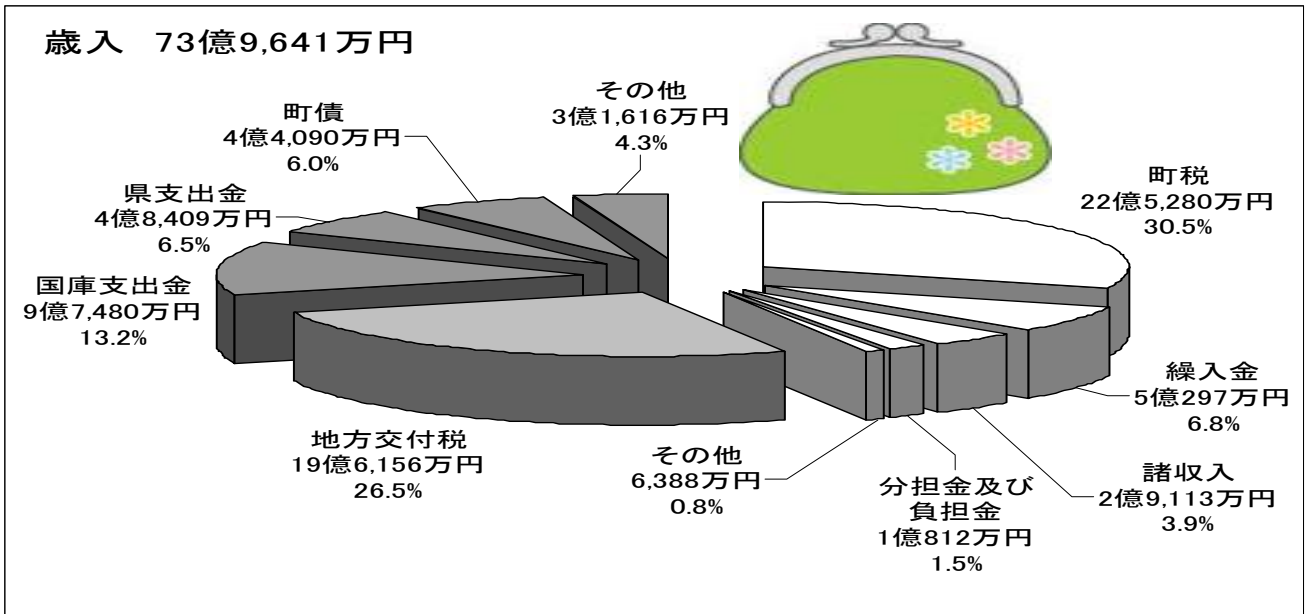 歳入 73億9,641万円
町税
22億5,280万円
30.5%
繰入金
5億297万円
6.8%
諸収入
2億9,113万円
3.9%
分担金及び
負担金
1億812万円
1.5%
その他
6,388万円
0.8%
地方交付税
19億6,156万円
26.5%
国庫支出金
9億7,480万円
13.2%
県支出金
4億8,409万円
6.5%
町債
4億4,090万円
6.0%
その他
3億1,616万円
4.3%